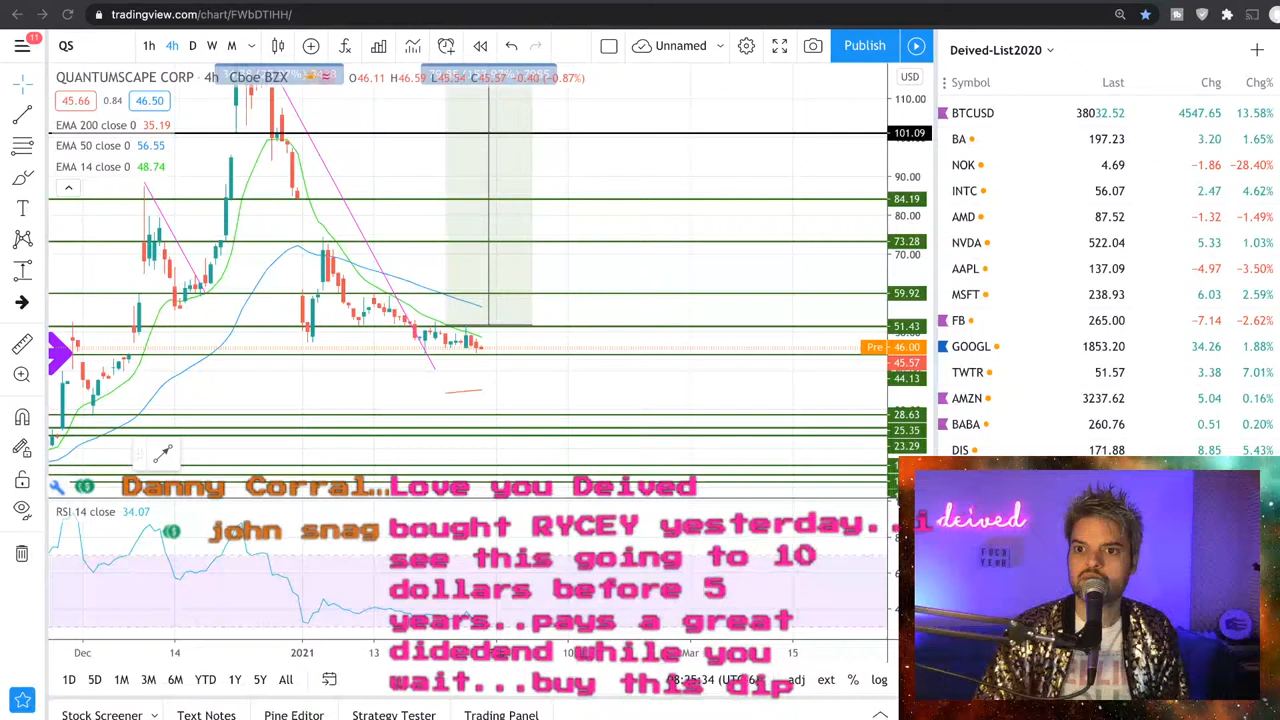 tradingview.com/chart/FWbDTIHH/
11
QS
1h
4h
D
W
M
Unnamed
Publish
Deived-List2020
QUANTUMSCAPE CORP · 4h · Cboe BZX
O46.11 H46.59 L45.54 C45.57 −0.40 (−0.87%)
USD
45.66 0.84 46.50
EMA 200 close 0 35.19
EMA 50 close 0 56.55
EMA 14 close 0 48.74
110.00
101.09
90.00
84.19
80.00
73.28
70.00
59.92
51.43
Pre 46.00
45.57
44.13
28.63
25.35
23.29
Symbol Last Chg Chg%
BTCUSD 38032.52 4547.65 13.58%
BA 197.23 3.20 1.65%
NOK 4.69 −1.86 −28.40%
INTC 56.07 2.47 4.62%
AMD 87.52 −1.32 −1.49%
NVDA 522.04 5.33 1.03%
AAPL 137.09 −4.97 −3.50%
MSFT 238.93 6.03 2.59%
FB 265.00 −7.14 −2.62%
GOOGL 1853.20 34.26 1.88%
TWTR 51.57 3.38 7.01%
AMZN 3237.62 5.04 0.16%
BABA 260.76 0.51 0.20%
DIS 171.88 8.85 5.43%
Danny Corral... Love you Deived
RSI 14 close 34.07
john snag bought RYCEY yesterday...i
see this going to 10
dollars before 5
years..pays a great
didedend while you
wait...buy this dip
deived
Dec 14 2021 13 Mar 15
1D 5D 1M 3M 6M YTD 1Y 5Y All
adj ext % log
Stock Screener Text Notes Pine Editor Strategy Tester Trading Panel